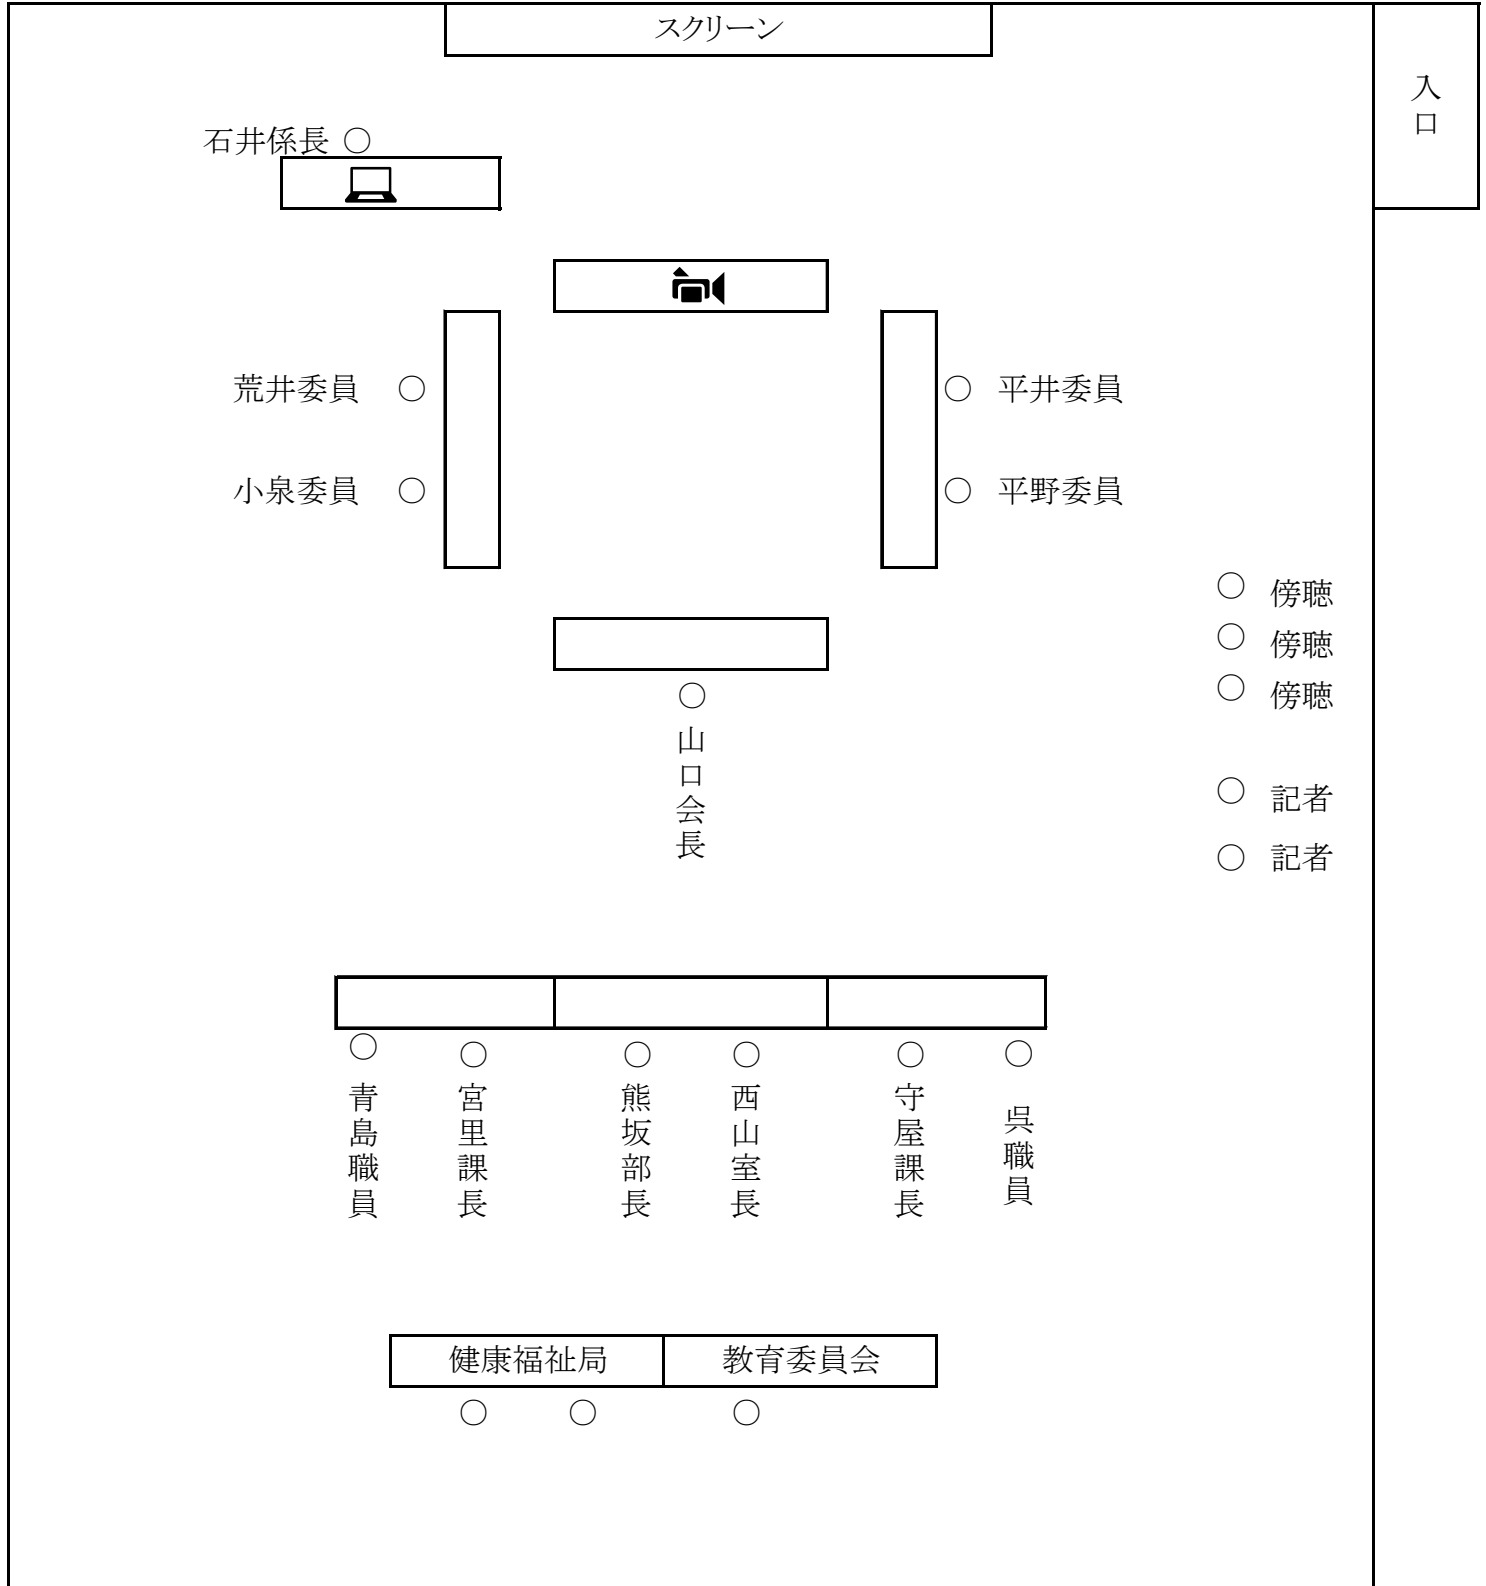 スクリーン
入口
石井係長 ○
荒井委員 ○
○ 平井委員
小泉委員 ○
○ 平野委員
○ 傍聴
○ 傍聴
○ 傍聴
○ 山口会長
○ 記者
○ 記者
○ 青島職員
○ 宮里課長
○ 熊坂部長
○ 西山室長
○ 守屋課長
○ 呉職員
健康福祉局
教育委員会
○ ○ ○